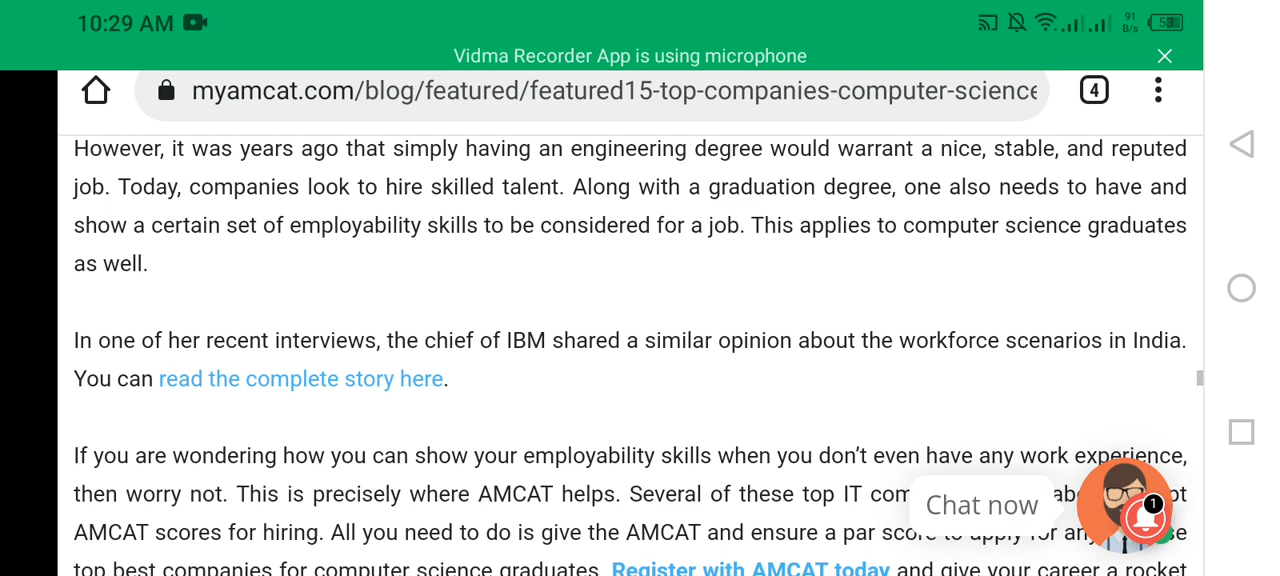 10:29 AM
91
B/s
53
Vidma Recorder App is using microphone
myamcat.com/blog/featured/featured15-top-companies-computer-science
4
However, it was years ago that simply having an engineering degree would warrant a nice, stable, and reputed
job. Today, companies look to hire skilled talent. Along with a graduation degree, one also needs to have and
show a certain set of employability skills to be considered for a job. This applies to computer science graduates
as well.
In one of her recent interviews, the chief of IBM shared a similar opinion about the workforce scenarios in India.
You can read the complete story here.
If you are wondering how you can show your employability skills when you don’t even have any work experience,
then worry not. This is precisely where AMCAT helps. Several of these top IT
Chat now
1
AMCAT scores for hiring. All you need to do is give the AMCAT and ensure a par score to apply for
top best companies for computer science graduates. Register with AMCAT today and give your career a rocket